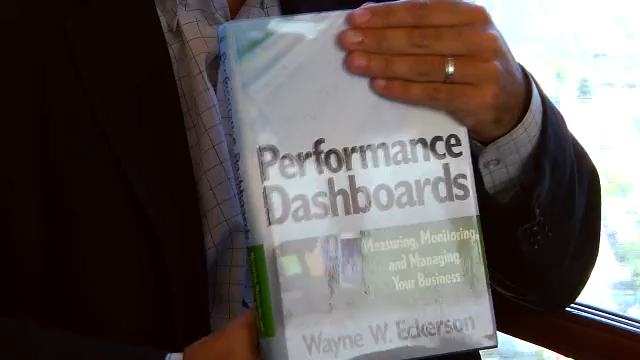 Performance
Dashboards
Measuring, Monitoring,
and Managing
Your Business
Wayne W. Eckerson